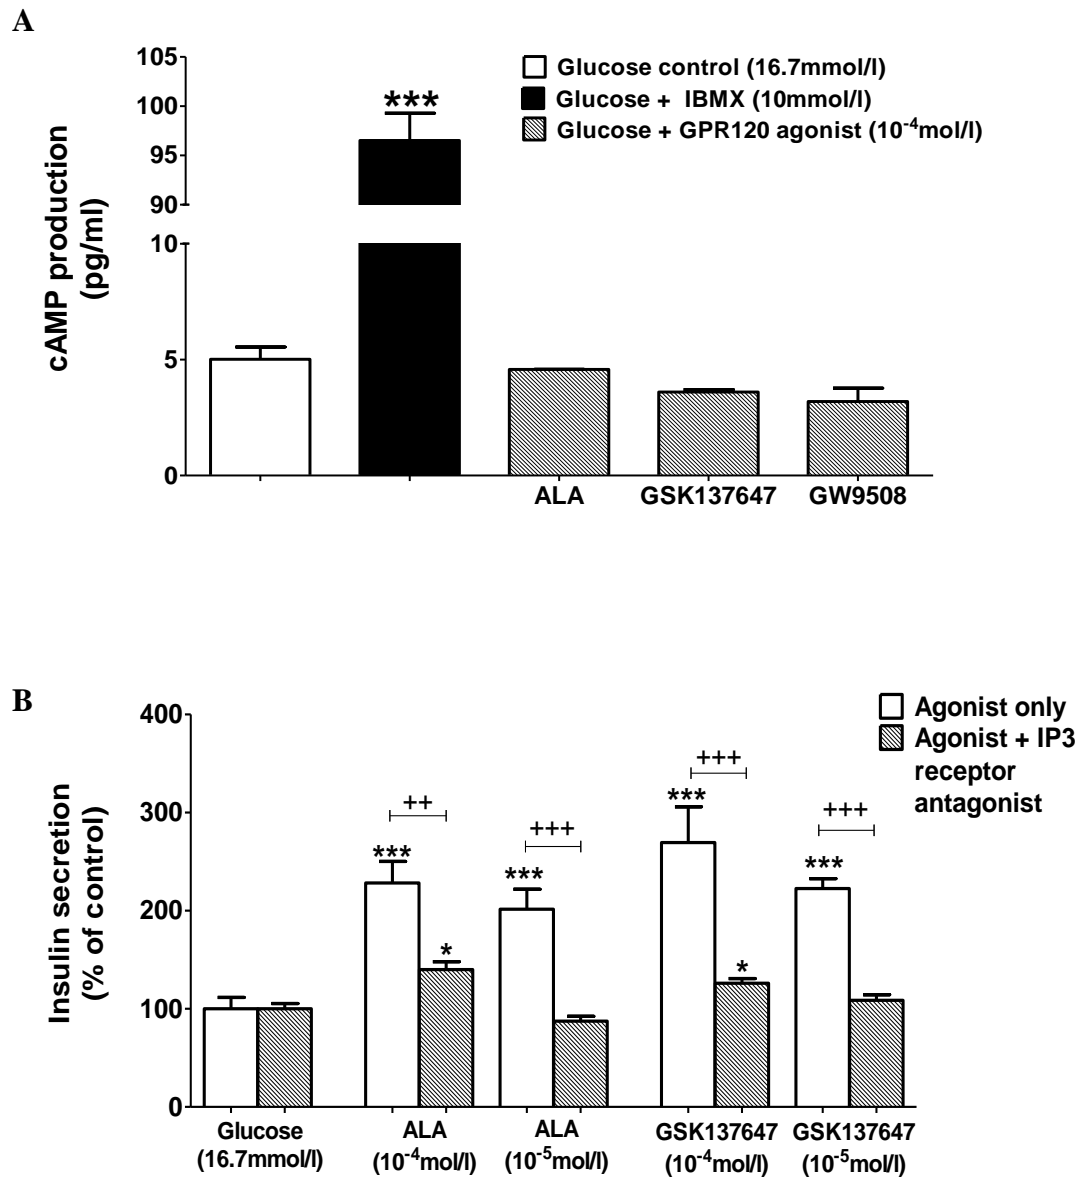 A
105
100
95
90
10
5
0
cAMP production
(pg/ml)
***
Glucose control (16.7mmol/l)
Glucose + IBMX (10mmol/l)
Glucose + GPR120 agonist (10⁻⁴mol/l)
ALA GSK137647 GW9508
B
400
300
200
100
0
Insulin secretion
(% of control)
Agonist only
Agonist + IP3
receptor
antagonist
*** ++ *
*** +++
*** +++ *
*** +++
Glucose
(16.7mmol/l)
ALA
(10⁻⁴mol/l)
ALA
(10⁻⁵mol/l)
GSK137647
(10⁻⁴mol/l)
GSK137647
(10⁻⁵mol/l)